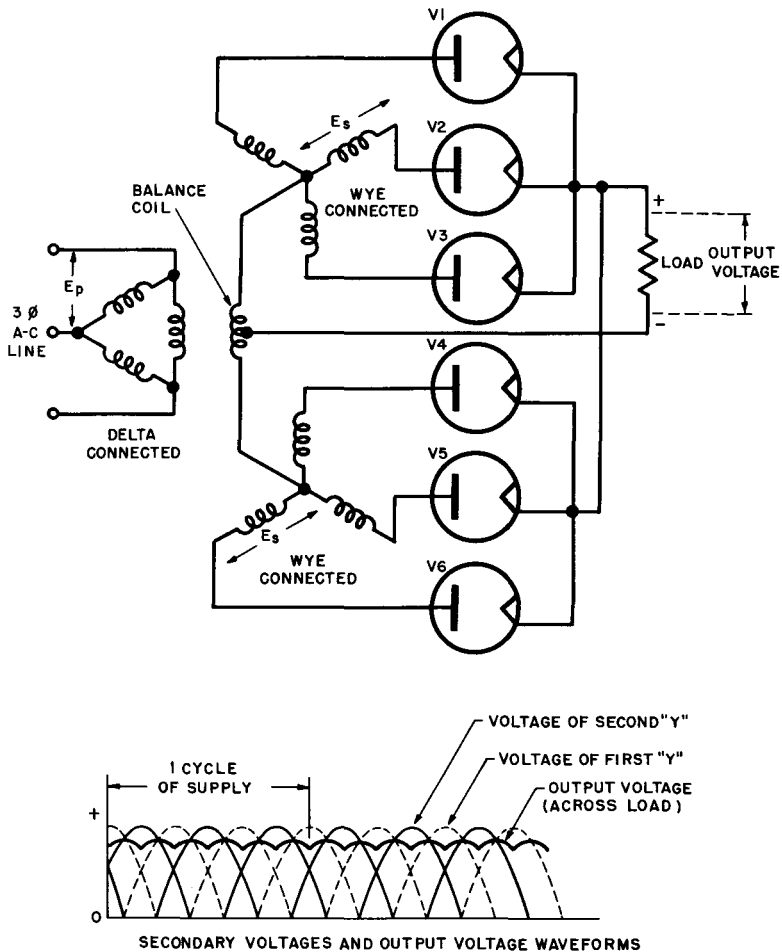 V1
Es
V2
BALANCE
COIL
WYE
CONNECTED
V3
+
Ep
LOAD
OUTPUT
VOLTAGE
3 Ø
A-C
LINE
-
V4
DELTA
CONNECTED
V5
Es
WYE
CONNECTED
V6
VOLTAGE OF SECOND "Y"
1 CYCLE
OF SUPPLY
VOLTAGE OF FIRST "Y"
OUTPUT VOLTAGE
(ACROSS LOAD)
+
0
SECONDARY VOLTAGES AND OUTPUT VOLTAGE WAVEFORMS